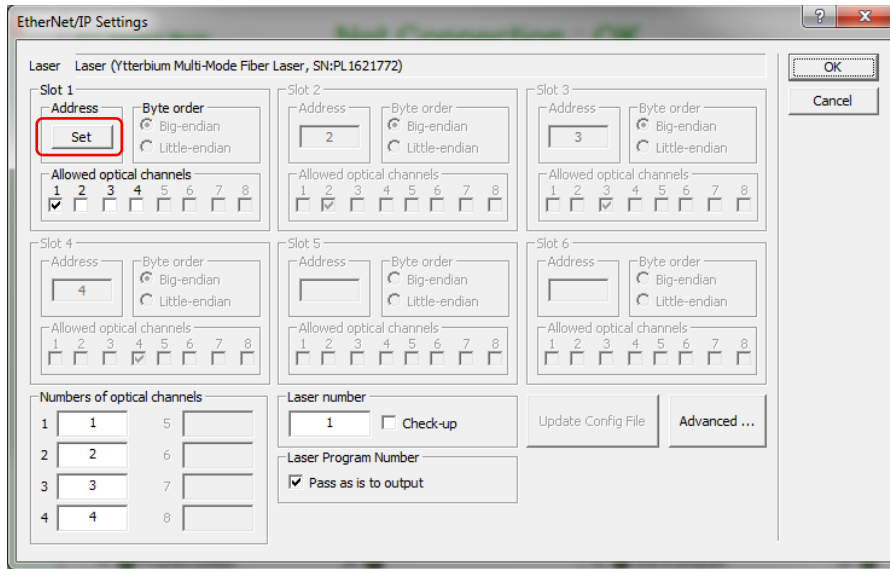 EtherNet/IP Settings
Laser Laser (Ytterbium Multi-Mode Fiber Laser, SN:PL1621772)
OK
Cancel
Slot 1
Address
Set
Byte order
Big-endian
Little-endian
Allowed optical channels
1 2 3 4 5 6 7 8
Slot 2
Address
2
Byte order
Big-endian
Little-endian
Allowed optical channels
1 2 3 4 5 6 7 8
Slot 3
Address
3
Byte order
Big-endian
Little-endian
Allowed optical channels
1 2 3 4 5 6 7 8
Slot 4
Address
4
Byte order
Big-endian
Little-endian
Allowed optical channels
1 2 3 4 5 6 7 8
Slot 5
Address
Byte order
Big-endian
Little-endian
Allowed optical channels
1 2 3 4 5 6 7 8
Slot 6
Address
Byte order
Big-endian
Little-endian
Allowed optical channels
1 2 3 4 5 6 7 8
Numbers of optical channels
1 1 5
2 2 6
3 3 7
4 4 8
Laser number
1 Check-up
Laser Program Number
Pass as is to output
Update Config File
Advanced ...